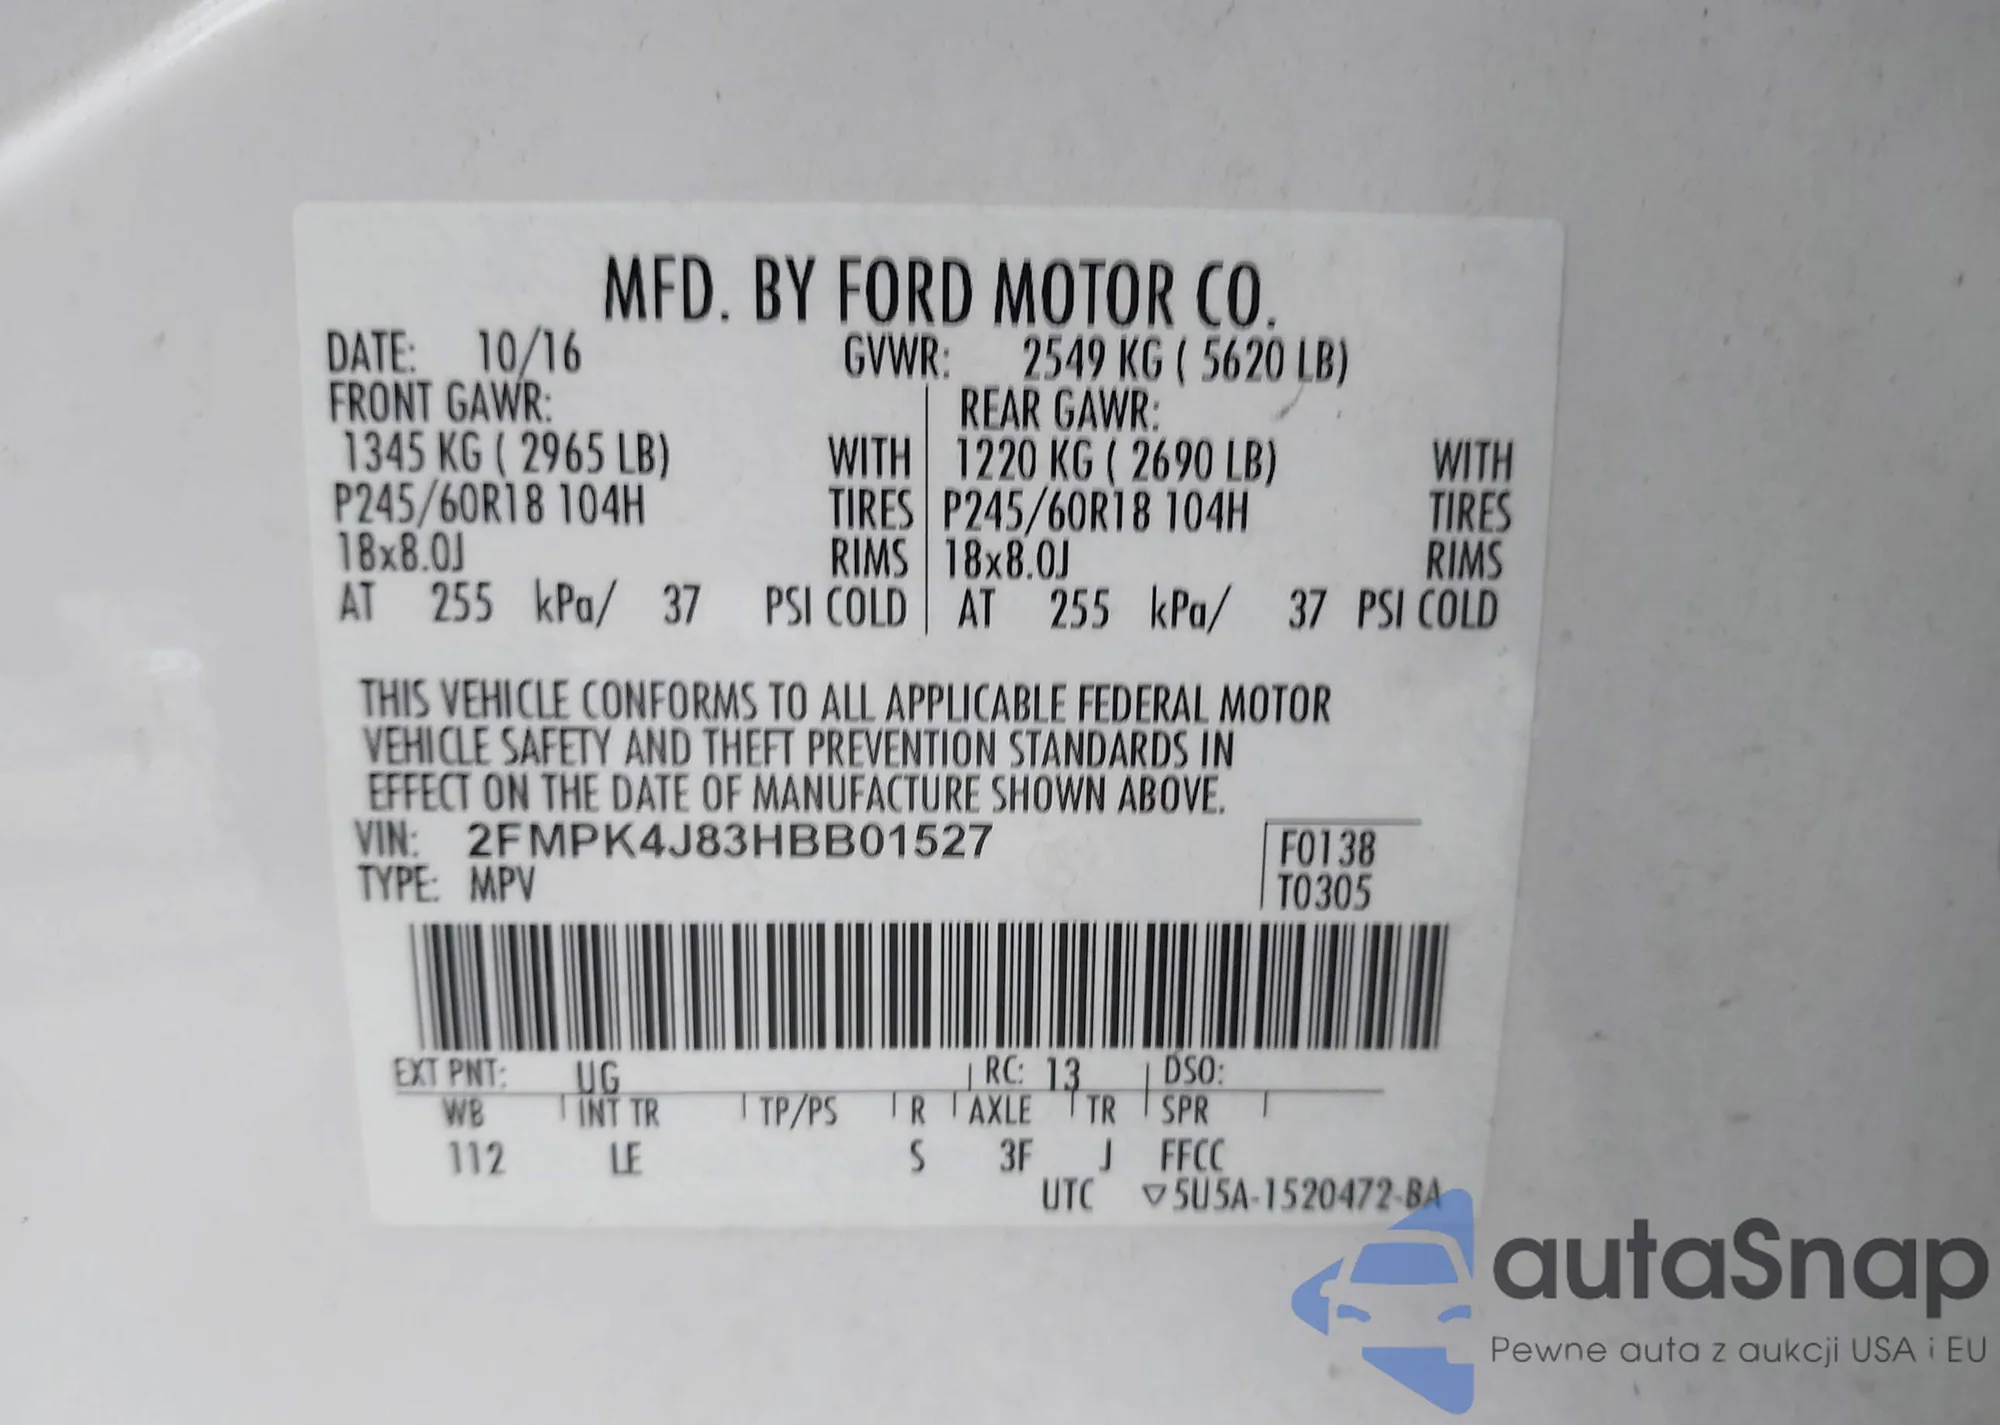 MFD. BY FORD MOTOR CO.
DATE: 10/16 GVWR: 2549 KG ( 5620 LB)
FRONT GAWR: REAR GAWR:
1345 KG ( 2965 LB) WITH 1220 KG ( 2690 LB) WITH
P245/60R18 104H TIRES P245/60R18 104H TIRES
18x8.0J RIMS 18x8.0J RIMS
AT 255 kPa/ 37 PSI COLD AT 255 kPa/ 37 PSI COLD
THIS VEHICLE CONFORMS TO ALL APPLICABLE FEDERAL MOTOR
VEHICLE SAFETY AND THEFT PREVENTION STANDARDS IN
EFFECT ON THE DATE OF MANUFACTURE SHOWN ABOVE.
VIN: 2FMPK4J83HBB01527 F0138
TYPE: MPV T0305
EXT PNT: UG RC: 13 DSO:
WB INT TR TP/PS R AXLE TR SPR
112 LE S 3F J FFCC
UTC ▽5U5A-1520472-BA
autaSnap
Pewne auta z aukcji USA i EU